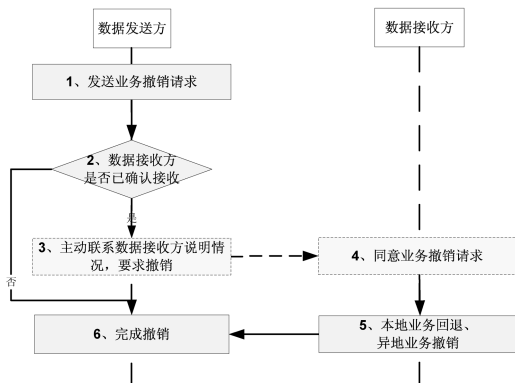 数据发送方
数据接收方
1、发送业务撤销请求
2、数据接收方
是否已确认接收
是
3、主动联系数据接收方说明情
况，要求撤销
4、同意业务撤销请求
否
5、本地业务回退、
异地业务撤销
6、完成撤销